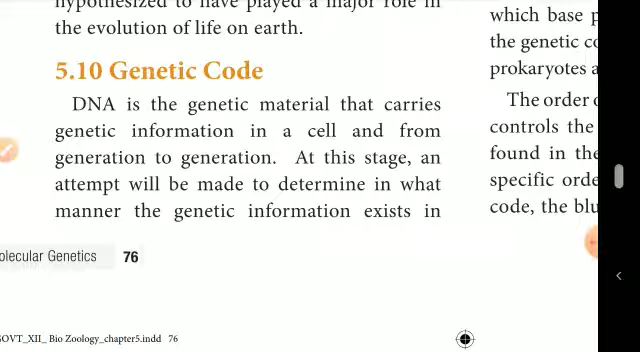 hypothesized to have played a major role in
the evolution of life on earth.
5.10 Genetic Code
DNA is the genetic material that carries
genetic information in a cell and from
generation to generation. At this stage, an
attempt will be made to determine in what
manner the genetic information exists in
which base
the genetic
prokaryotes
The order
controls the
found in the
specific
code, the
olecular Genetics 76
GOVT_XII_ Bio Zoology_chapter5.indd 76